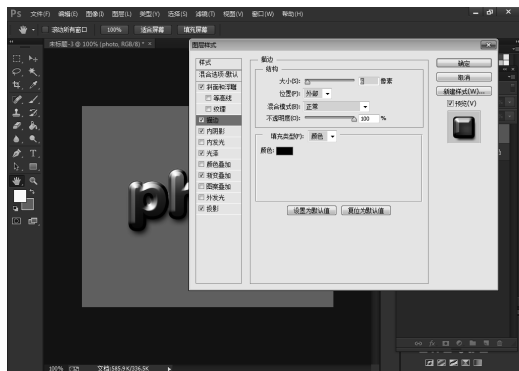 Ps 文件(F) 编辑(E) 图像(I) 图层(L) 类型(Y) 选择(S) 滤镜(T) 视图(V) 窗口(W) 帮助(H)
滚动所有窗口 100% 适合屏幕 填充屏幕
未标题-3 @ 100% (photo, RGB/8) * ×
图层样式
样式
混合选项:默认
斜面和浮雕
等高线
纹理
描边
内阴影
内发光
光泽
颜色叠加
渐变叠加
图案叠加
外发光
投影
描边
结构
大小(S): 像素
位置(P): 外部
混合模式(B): 正常
不透明度(O): 100 %
填充类型(F): 颜色
颜色:
设置为默认值 复位为默认值
确定
取消
新建样式(W)...
预览(V)
ph
100% 文档:585.9K/336.5K